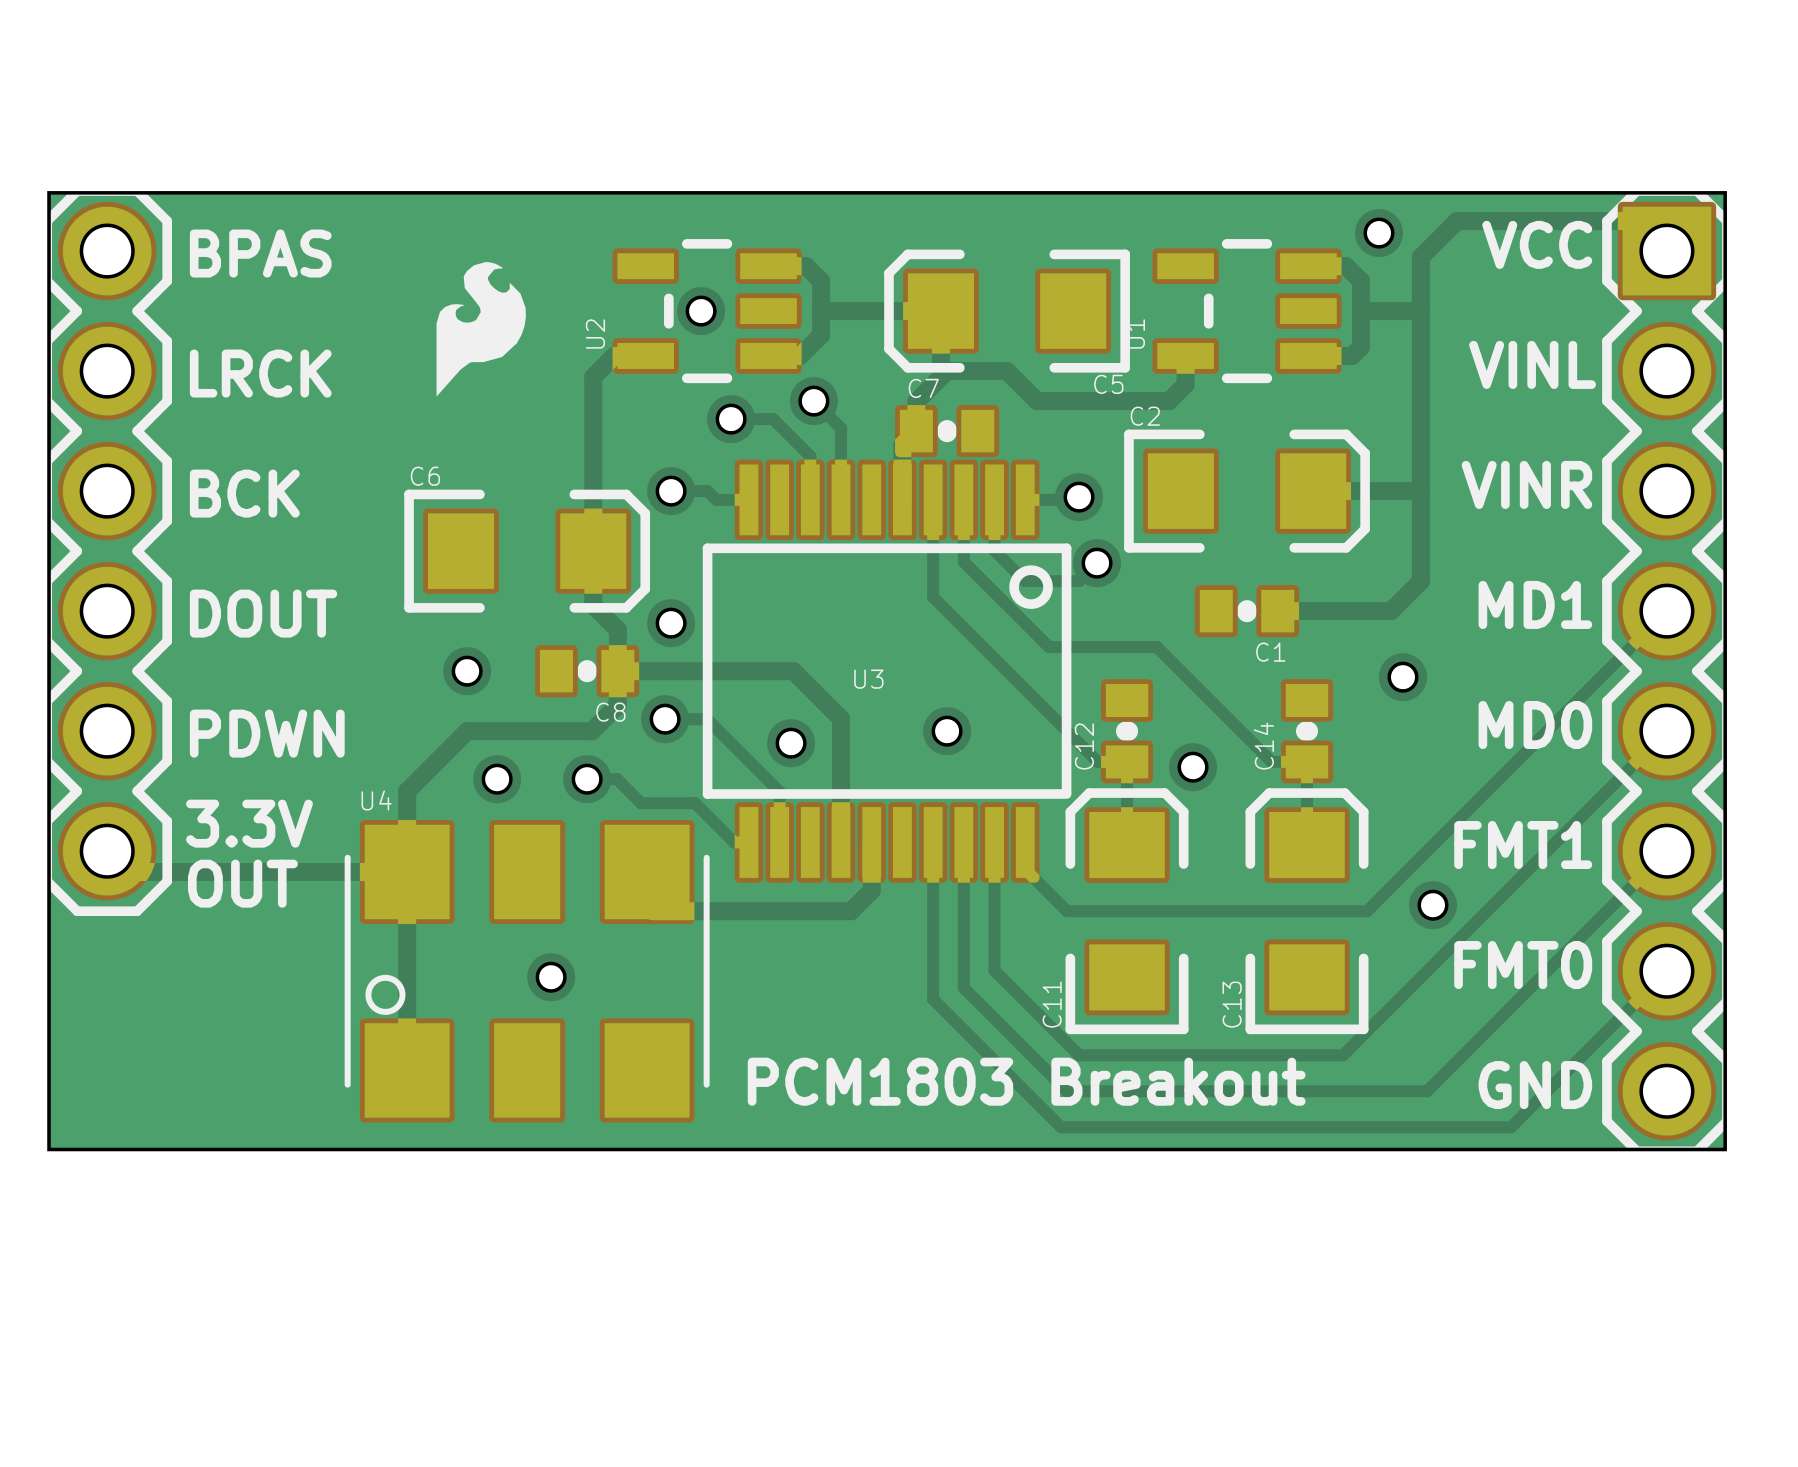 BPAS
LRCK
BCK
DOUT
PDWN
3.3V
OUT
U2
C7
C5
U1
C2
C6
C8
U3
C1
C12
C14
U4
C11
C13
PCM1803 Breakout
VCC
VINL
VINR
MD1
MD0
FMT1
FMT0
GND